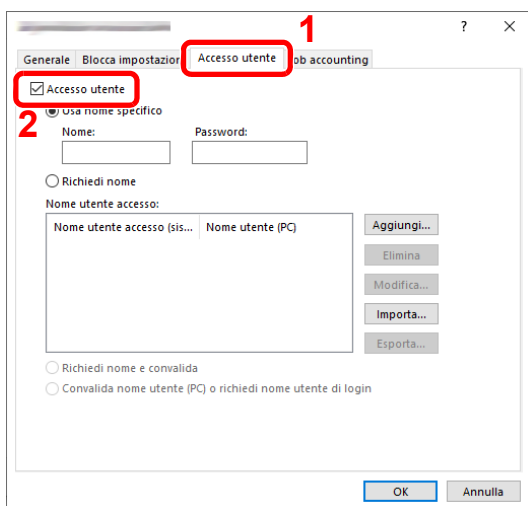 1
?
Generale Blocca impostazion Accesso utente ob accounting
Accesso utente
2
Usa nome specifico
Nome: Password:
Richiedi nome
Nome utente accesso:
Nome utente accesso (sis... Nome utente (PC)
Aggiungi...
Elimina
Modifica...
Importa...
Esporta...
Richiedi nome e convalida
Convalida nome utente (PC) o richiedi nome utente di login
OK Annulla